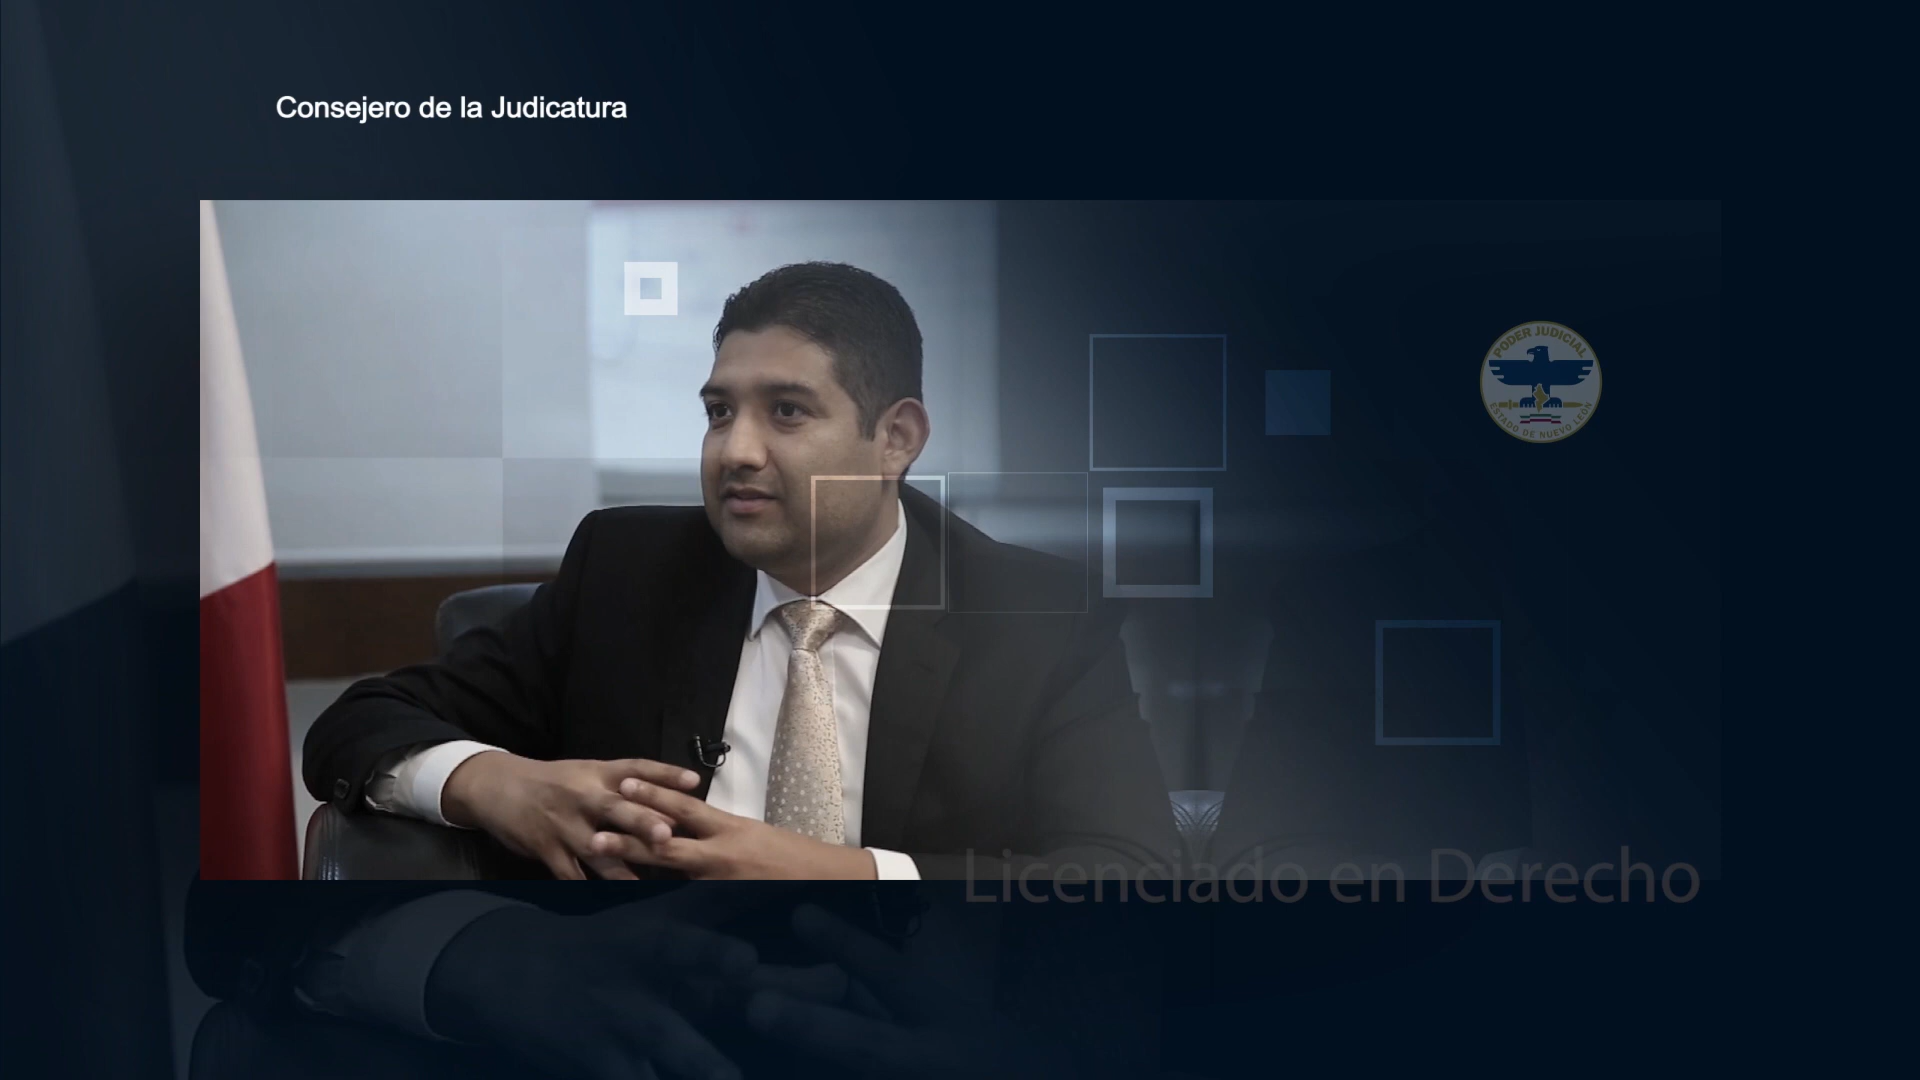 Consejero de la Judicatura
PODER JUDICIAL
ESTADO DE NUEVO LEÓN
Licenciado en Derecho